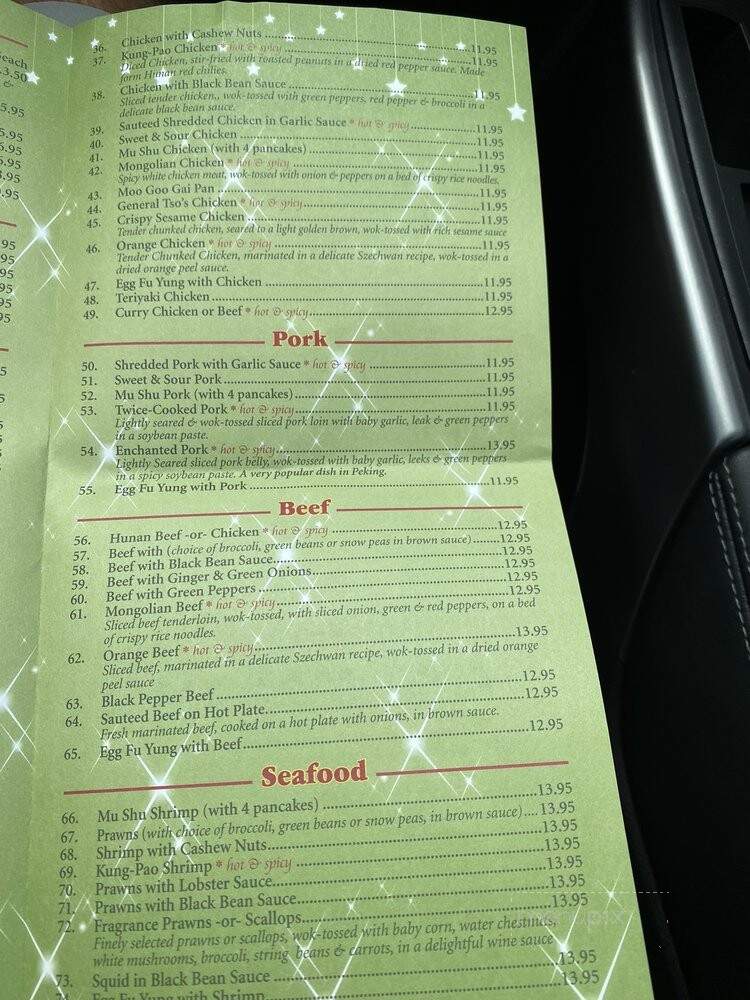 each
.3.50
&
5.95
36. Chicken with Cashew Nuts ..... 11.95
37. Kung-Pao Chicken * hot & spicy ..... 11.95
Diced Chicken, stir-fried with roasted peanuts in a dried red pepper sauce. Made
form Hunan red chilies.
38. Chicken with Black Bean Sauce ..... 11.95
Sliced tender chicken,, wok-tossed with green peppers, red pepper & broccoli in a
delicate black bean sauce.
39. Sauteed Shredded Chicken in Garlic Sauce * hot & spicy ..... 11.95
40. Sweet & Sour Chicken ..... 11.95
41. Mu Shu Chicken (with 4 pancakes) ..... 11.95
42. Mongolian Chicken * hot & spicy ..... 11.95
Spicy white chicken meat, wok-tossed with onion & peppers on a bed of crispy rice noodles.
43. Moo Goo Gai Pan ..... 11.95
44. General Tso's Chicken * hot & spicy ..... 11.95
45. Crispy Sesame Chicken ..... 11.95
Tender chunked chicken, seared to a light golden brown, wok-tossed with rich sesame sauce
46. Orange Chicken * hot & spicy ..... 11.95
Tender Chunked Chicken, marinated in a delicate Szechwan recipe, wok-tossed in a
dried orange peel sauce.
47. Egg Fu Yung with Chicken ..... 11.95
48. Teriyaki Chicken ..... 11.95
49. Curry Chicken or Beef * hot & spicy ..... 12.95
Pork
50. Shredded Pork with Garlic Sauce * hot & spicy ..... 11.95
51. Sweet & Sour Pork ..... 11.95
52. Mu Shu Pork (with 4 pancakes) ..... 11.95
53. Twice-Cooked Pork * hot & spicy ..... 11.95
Lightly seared & wok-tossed sliced pork loin with baby garlic, leak & green peppers
in a soybean paste.
54. Enchanted Pork * hot & spicy ..... 13.95
Lightly Seared sliced pork belly, wok-tossed with baby garlic, leeks & green peppers
in a spicy soybean paste. A very popular dish in Peking.
55. Egg Fu Yung with Pork ..... 11.95
Beef
56. Hunan Beef -or- Chicken * hot & spicy ..... 12.95
57. Beef with (choice of broccoli, green beans or snow peas in brown sauce) ..... 12.95
58. Beef with Black Bean Sauce ..... 12.95
59. Beef with Ginger & Green Onions ..... 12.95
60. Beef with Green Peppers ..... 12.95
61. Mongolian Beef * hot & spicy ..... 12.95
Sliced beef tenderloin, wok-tossed, with sliced onion, green & red peppers, on a bed
of crispy rice noodles.
62. Orange Beef * hot & spicy ..... 13.95
Sliced beef, marinated in a delicate Szechwan recipe, wok-tossed in a dried orange
peel sauce
63. Black Pepper Beef ..... 12.95
64. Sauteed Beef on Hot Plate ..... 12.95
Fresh marinated beef, cooked on a hot plate with onions, in brown sauce.
65. Egg Fu Yung with Beef ..... 12.95
Seafood
66. Mu Shu Shrimp (with 4 pancakes) ..... 13.95
67. Prawns (with choice of broccoli, green beans or snow peas, in brown sauce) .... 13.95
68. Shrimp with Cashew Nuts ..... 13.95
69. Kung-Pao Shrimp * hot & spicy ..... 13.95
70. Prawns with Lobster Sauce ..... 13.95
71. Prawns with Black Bean Sauce ..... 13.95
72. Fragrance Prawns -or- Scallops ..... 13.95
Finely selected prawns or scallops, wok-tossed with baby corn, water chestnuts,
white mushrooms, broccoli, string beans & carrots, in a delightful wine sauce
73. Squid in Black Bean Sauce ..... 13.95
74. Egg Fu Yung with Shrimp ..... 13.95